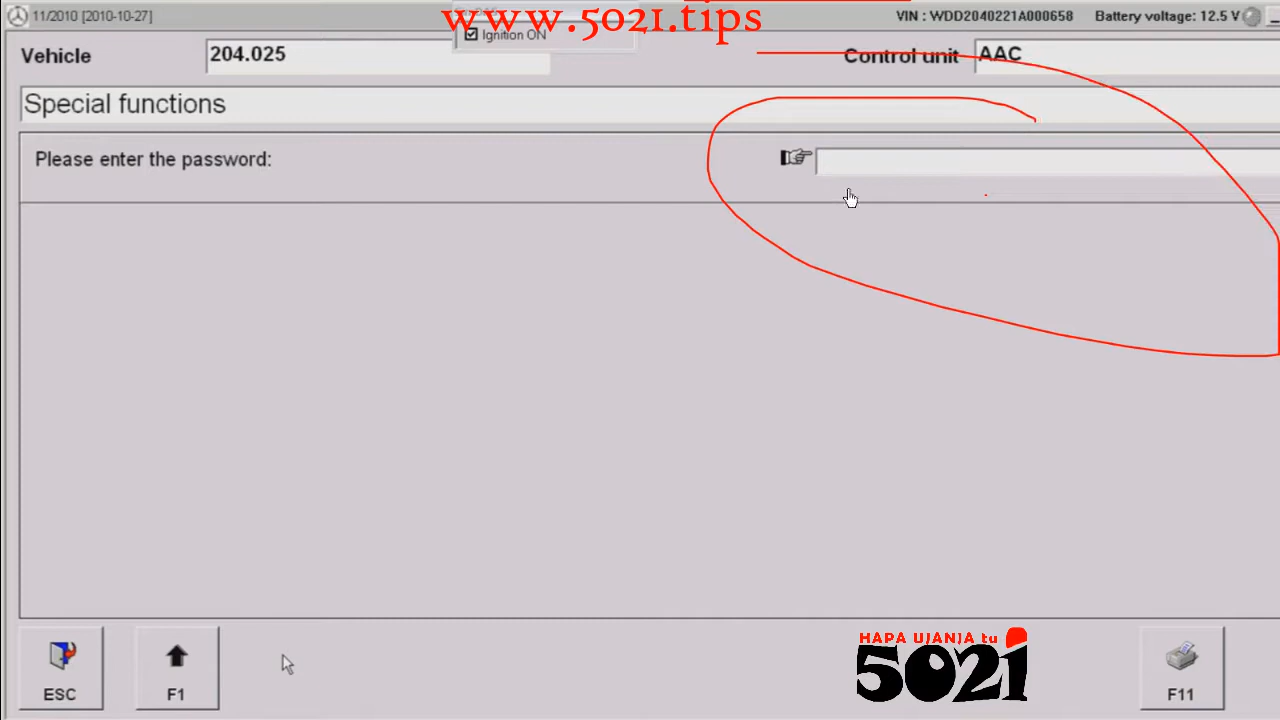 11/2010 [2010-10-27]
www.5021.tips
VIN : WDD2040221A000658
Battery voltage: 12.5 V
Ignition ON
Vehicle
204.025
Control unit
AAC
Special functions
Please enter the password:
HAPA UJANJA tu
5021
ESC
F1
F11